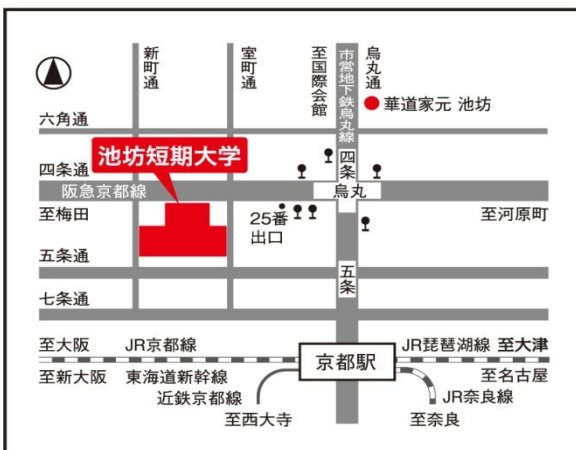 新町通
室町通
至国際会館
市営地下鉄烏丸線
烏丸通
華道家元 池坊
六角通
池坊短期大学
四条通
四条
阪急京都線
烏丸
至梅田
25番
出口
至河原町
五条通
五条
七条通
至大阪
JR京都線
京都駅
JR琵琶湖線
至大津
至新大阪
東海道新幹線
至名古屋
近鉄京都線
JR奈良線
至西大寺
至奈良